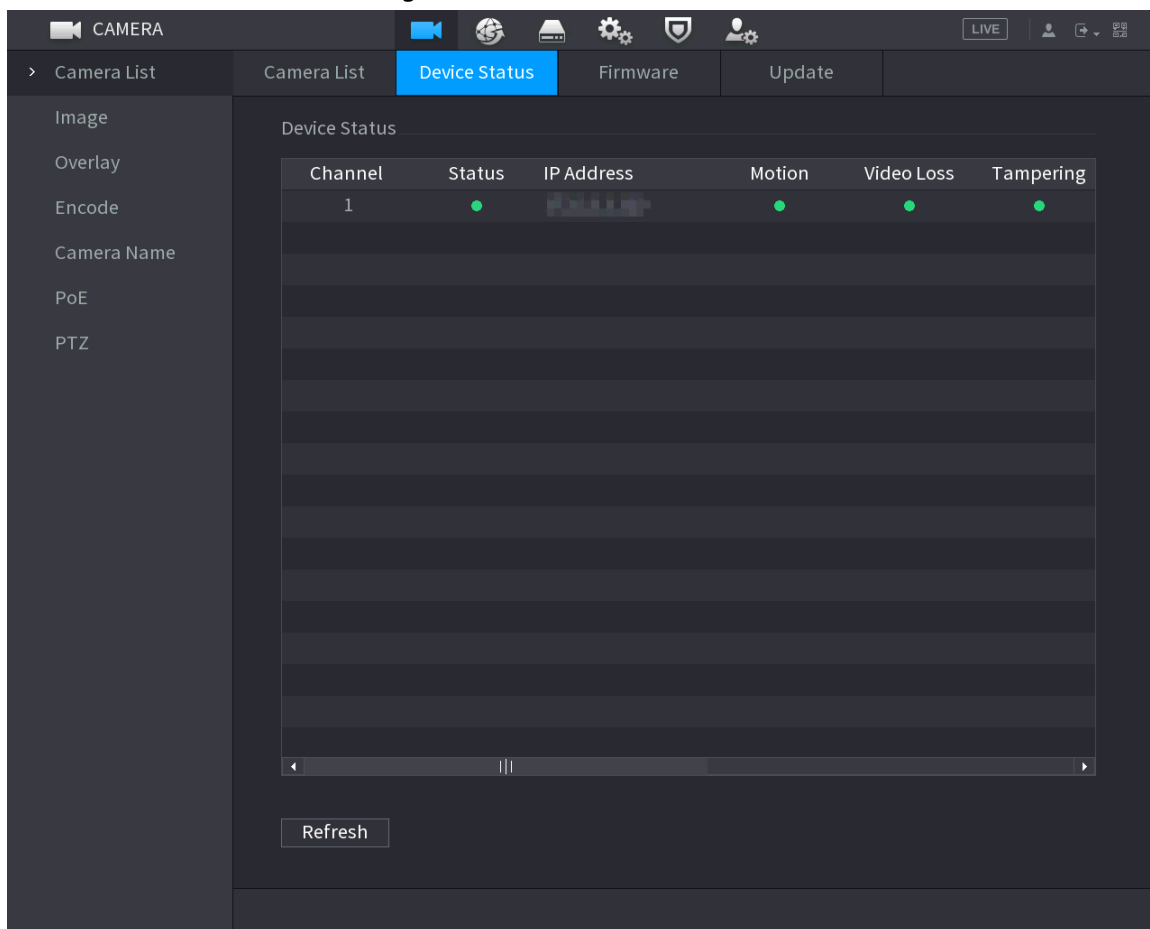 CAMERA LIVE
Camera List Camera List Device Status Firmware Update
Image
Device Status
Overlay
Channel Status IP Address Motion Video Loss Tampering
Encode 1
Camera Name
PoE
PTZ
Refresh